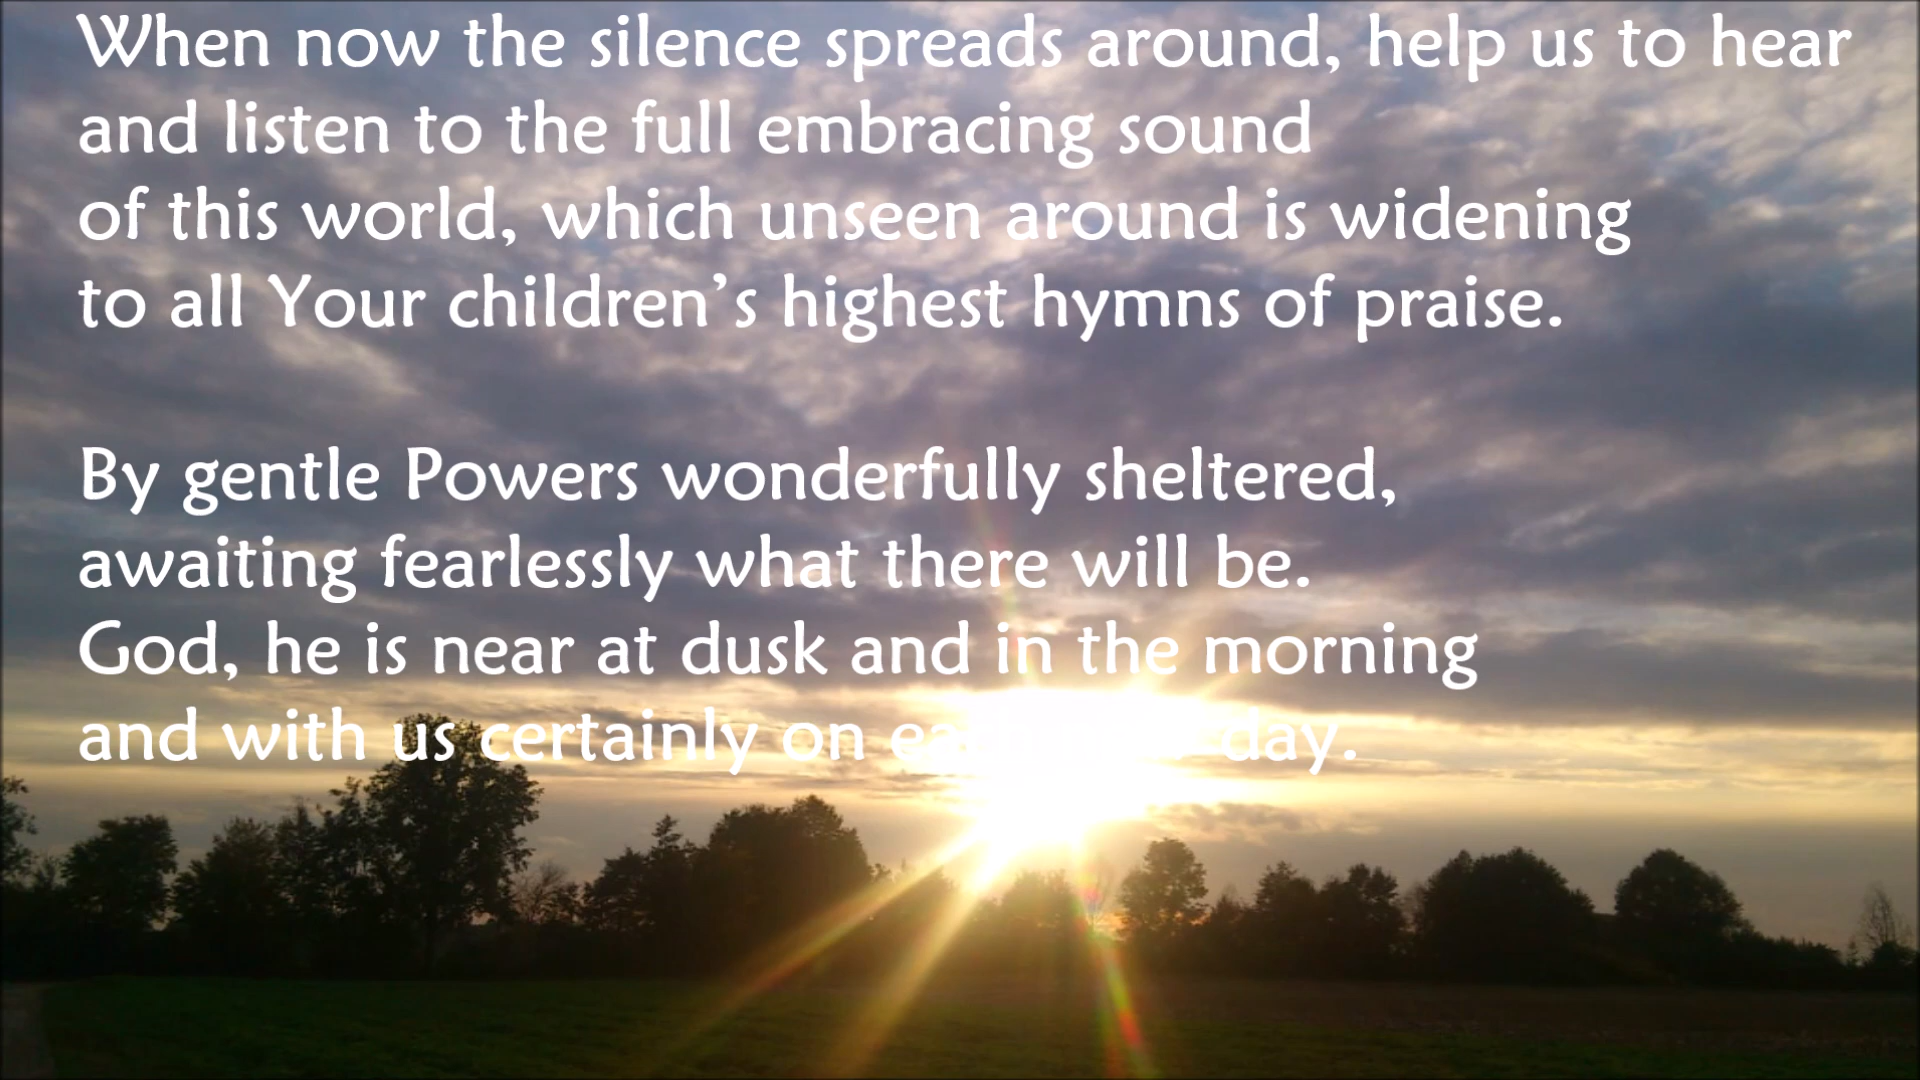 When now the silence spreads around, help us to hear
and listen to the full embracing sound
of this world, which unseen around is widening
to all Your children’s highest hymns of praise.
By gentle Powers wonderfully sheltered,
awaiting fearlessly what there will be.
God, he is near at dusk and in the morning
and with us certainly on each day.